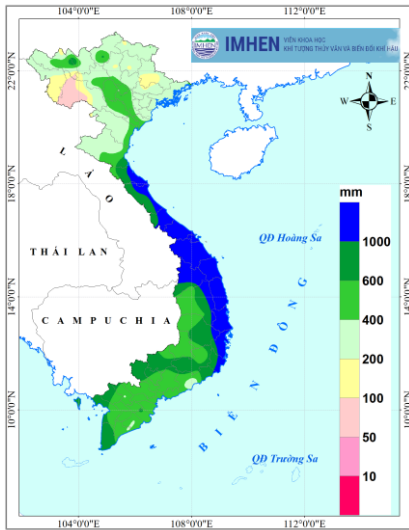 IMHEN
VIỆN KHOA HỌC
KHÍ TƯỢNG THỦY VĂN VÀ BIẾN ĐỔI KHÍ HẬU
IMHEN
104°0'0"E
108°0'0"E
112°0'0"E
22°0'0"N
22°0'0"N
N
W
E
S
LÀO
18°0'0"N
18°0'0"N
mm
QĐ Hoàng Sa
THÁI LAN
1000
600
14°0'0"N
14°0'0"N
400
CAMPUCHIA
200
100
BIỂN ĐÔNG
10°0'0"N
10°0'0"N
50
QĐ Trường Sa
10
104°0'0"E
108°0'0"E
112°0'0"E